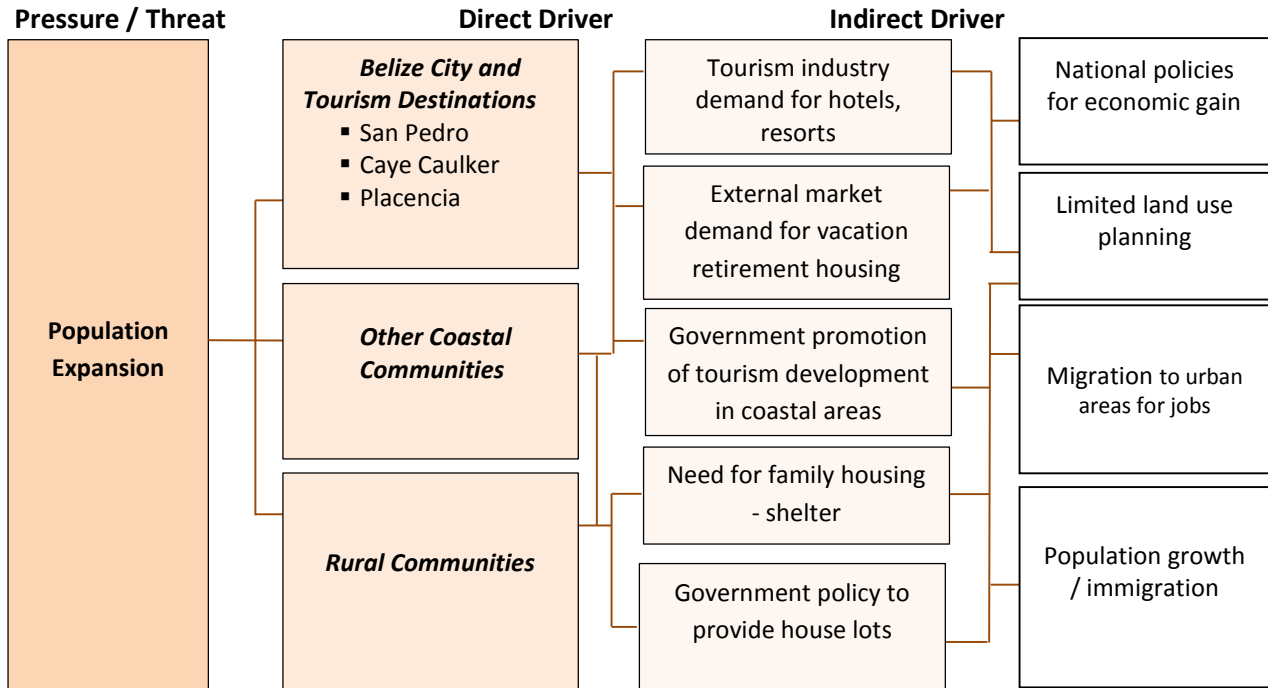 Pressure / Threat
Direct Driver
Indirect Driver
Population
Expansion
Belize City and
Tourism Destinations
▪ San Pedro
▪ Caye Caulker
▪ Placencia
Other Coastal
Communities
Rural Communities
Tourism industry
demand for hotels,
resorts
External market
demand for vacation
retirement housing
Government promotion
of tourism development
in coastal areas
Need for family housing
- shelter
Government policy to
provide house lots
National policies
for economic gain
Limited land use
planning
Migration to urban
areas for jobs
Population growth
/ immigration